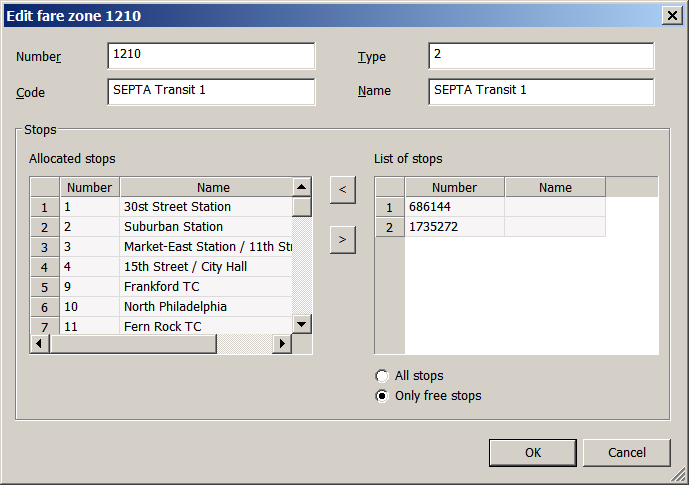 Edit fare zone 1210
Number 1210 Type 2
Code SEPTA Transit 1 Name SEPTA Transit 1
Stops
Allocated stops
Number Name
1 1 30st Street Station
2 2 Suburban Station
3 3 Market-East Station / 11th Str
4 4 15th Street / City Hall
5 9 Frankford TC
6 10 North Philadelphia
7 11 Fern Rock TC
<
>
List of stops
Number Name
1 686144
2 1735272
All stops
Only free stops
OK Cancel